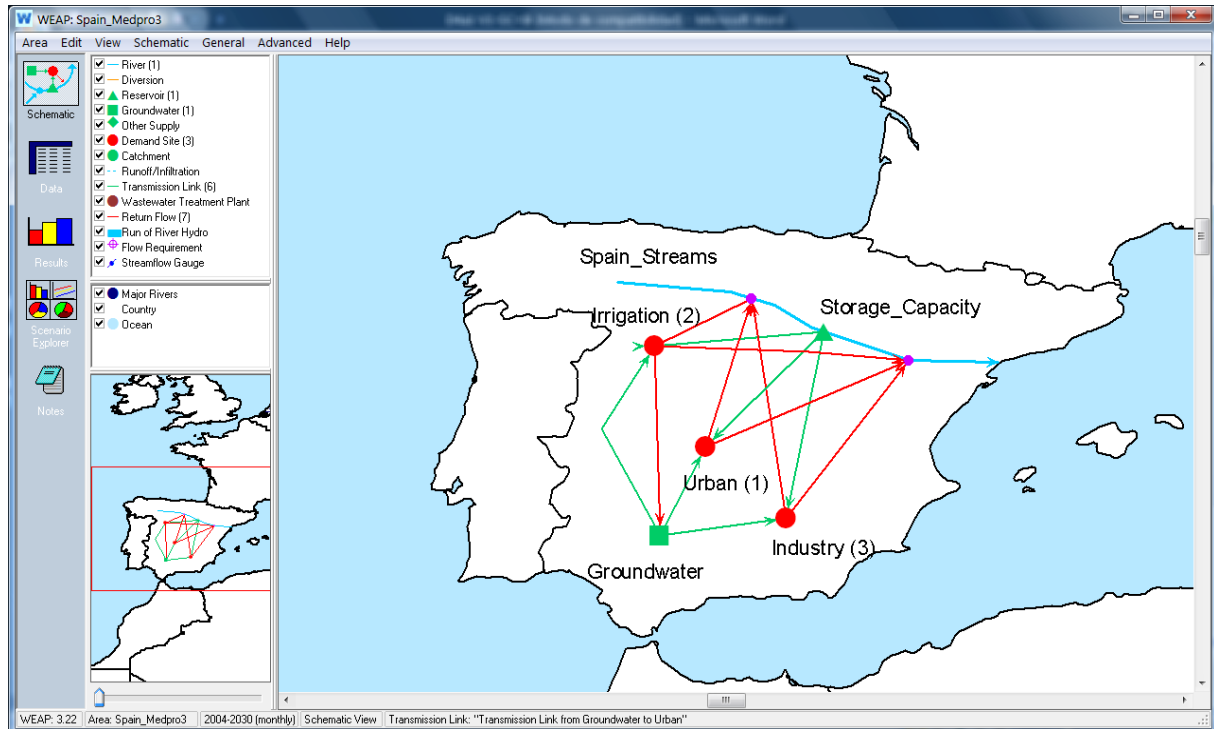 WEAP: Spain_Medpro3
Area Edit View Schematic General Advanced Help
Schematic
Data
Results
Scenario
Explorer
Notes
River (1)
Diversion
Reservoir (1)
Groundwater (1)
Other Supply
Demand Site (3)
Catchment
Runoff/Infiltration
Transmission Link (6)
Wastewater Treatment Plant
Return Flow (7)
Run of River Hydro
Flow Requirement
Streamflow Gauge
Major Rivers
Country
Ocean
Spain_Streams
Irrigation (2)
Storage_Capacity
Urban (1)
Industry (3)
Groundwater
WEAP: 3.22 Area: Spain_Medpro3 2004-2030 (monthly) Schematic View Transmission Link: "Transmission Link from Groundwater to Urban"